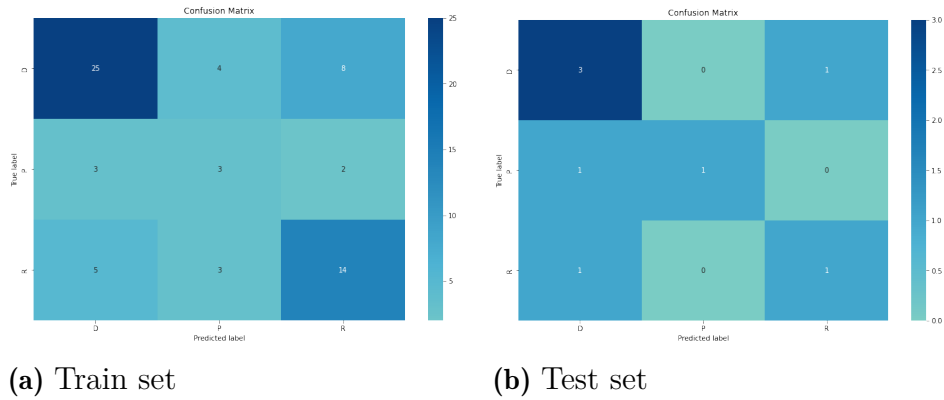 Confusion Matrix
D
25
4
8
True label
P
3
3
2
R
5
3
14
D
P
R
Predicted label
25
20
15
10
5
Confusion Matrix
D
3
0
1
True label
P
1
1
0
R
1
0
1
D
P
R
Predicted label
3.0
2.5
2.0
1.5
1.0
0.5
0.0
(a) Train set
(b) Test set